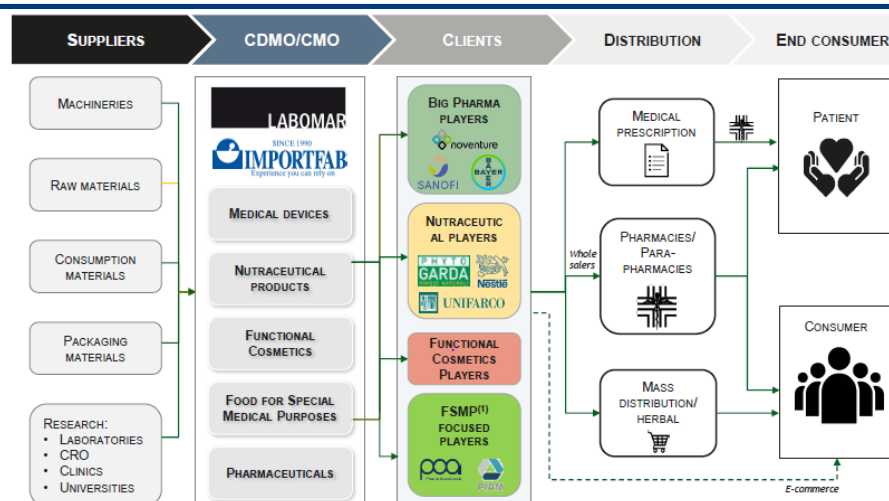 SUPPLIERS
CDMO/CMO
CLIENTS
DISTRIBUTION
END CONSUMER
MACHINERIES
RAW MATERIALS
CONSUMPTION
MATERIALS
PACKAGING
MATERIALS
RESEARCH:
• LABORATORIES
• CRO
• CLINICS
• UNIVERSITIES
LABOMAR
SINCE 1990
IMPORTFAB
Experience you can rely on
MEDICAL DEVICES
NUTRACEUTICAL
PRODUCTS
FUNCTIONAL
COSMETICS
FOOD FOR SPECIAL
MEDICAL PURPOSES
PHARMACEUTICALS
BIG PHARMA
PLAYERS
noventure
SANOFI
BAYER
BAYER
NUTRACEUTIC
AL PLAYERS
PHYTO
GARDA
Nestlé
UNIFARCO
FUNCTIONAL
COSMETICS
PLAYERS
FSMP(1)
FOCUSED
PLAYERS
poa
PIAM
Whole
salers
MEDICAL
PRESCRIPTION
PHARMACIES/
PARA-
PHARMACIES
MASS
DISTRIBUTION/
HERBAL
PATIENT
CONSUMER
E-commerce